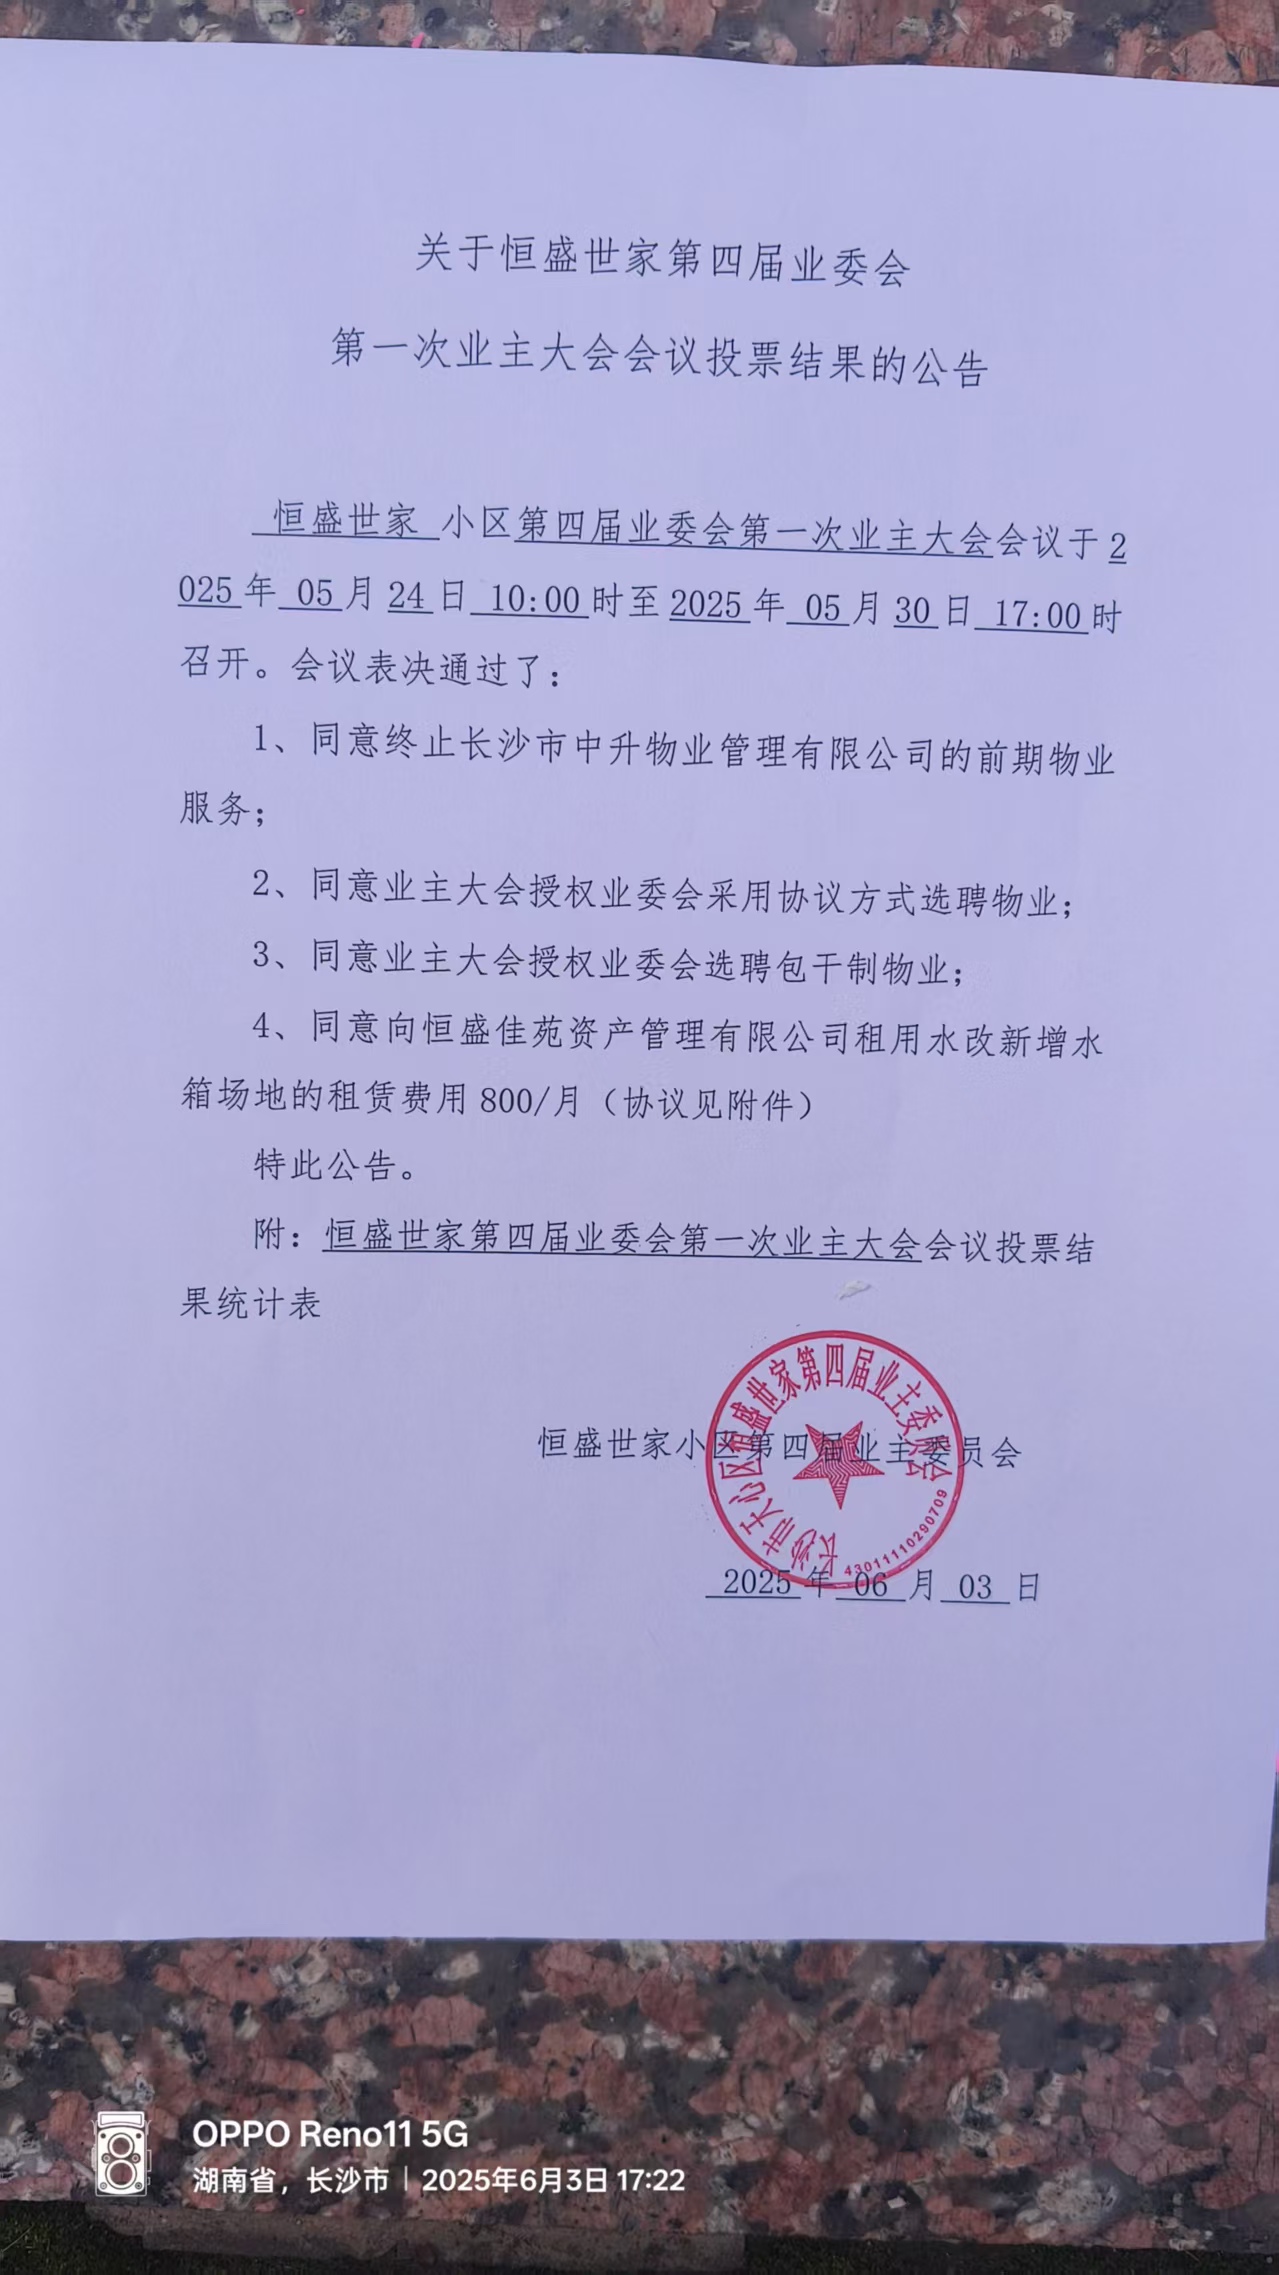 关于恒盛世家第四届业委会
第一次业主大会会议投票结果的公告
恒盛世家 小区第四届业委会第一次业主大会会议于2
025年 05月24日 10:00时至2025年 05月30日 17:00时
召开。会议表决通过了：
1、同意终止长沙市中升物业管理有限公司的前期物业
服务；
2、同意业主大会授权业委会采用协议方式选聘物业；
3、同意业主大会授权业委会选聘包干制物业；
4、同意向恒盛佳苑资产管理有限公司租用水改新增水
箱场地的租赁费用800/月（协议见附件）
特此公告。
附：恒盛世家第四届业委会第一次业主大会会议投票结
果统计表
恒盛世家小区第四届业主委员会
长沙市天心区恒盛世家第四届业主委员会
43011110290709
2025年 06月 03日
OPPO Reno11 5G
湖南省，长沙市｜2025年6月3日 17:22